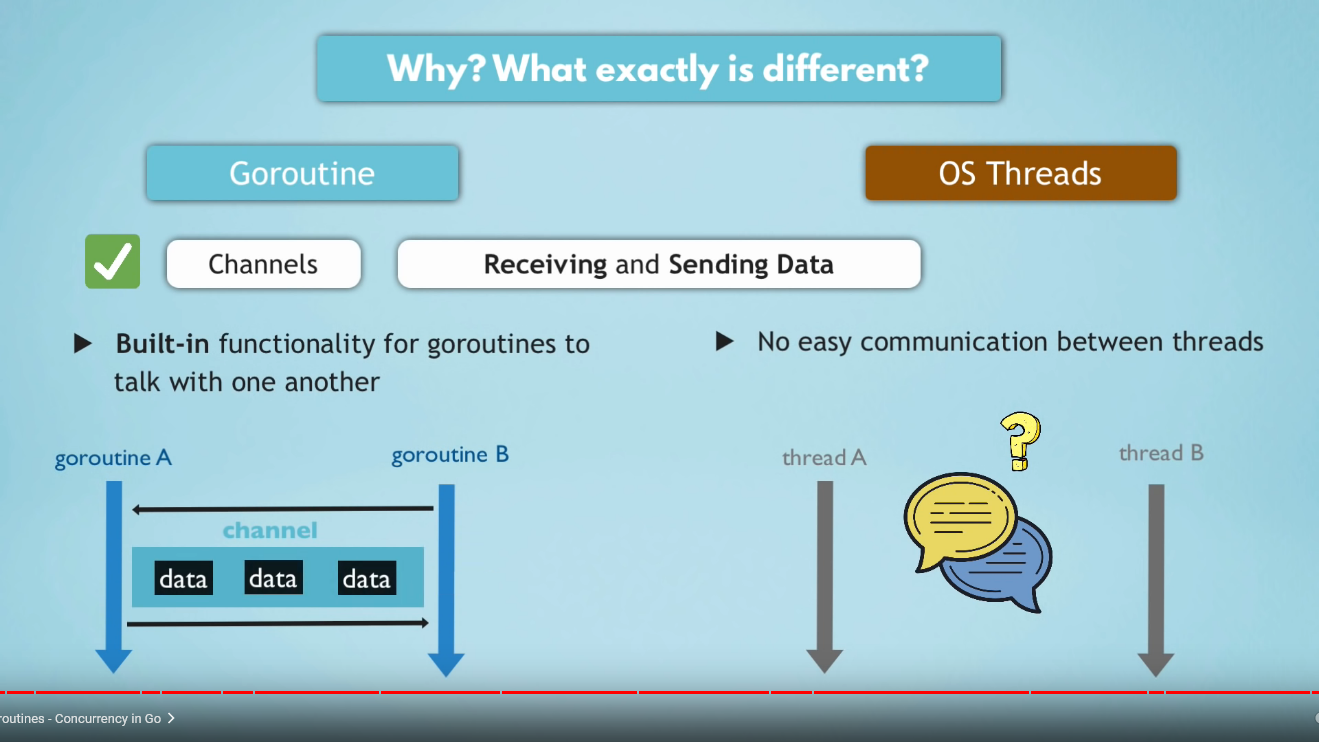 Why? What exactly is different?
Goroutine
OS Threads
Channels
Receiving and Sending Data
Built-in functionality for goroutines to
talk with one another
No easy communication between threads
goroutine A
goroutine B
channel
data data data
thread A
?
thread B
routines - Concurrency in Go